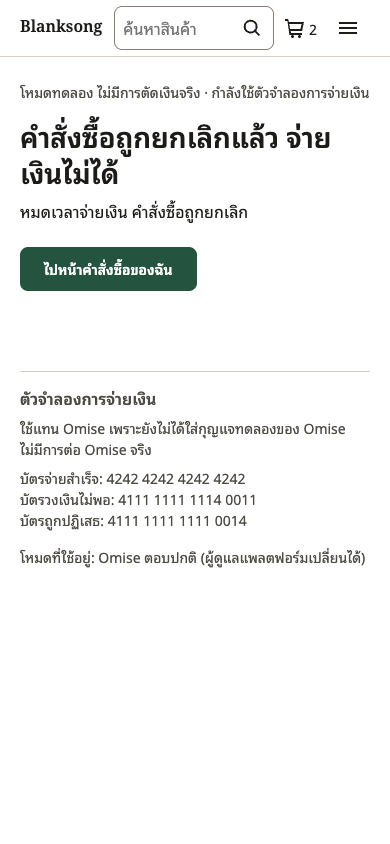 Blanksong
ค้นหาสินค้า
2
โหมดทดลอง ไม่มีการตัดเงินจริง · กำลังใช้ตัวจำลองการจ่ายเงิน
คำสั่งซื้อถูกยกเลิกแล้ว จ่าย
เงินไม่ได้
หมดเวลาจ่ายเงิน คำสั่งซื้อถูกยกเลิก
ไปหน้าคำสั่งซื้อของฉัน
ตัวจำลองการจ่ายเงิน
ใช้แทน Omise เพราะยังไม่ได้ใส่กุญแจทดลองของ Omise
ไม่มีการต่อ Omise จริง
บัตรจ่ายสำเร็จ: 4242 4242 4242 4242
บัตรวงเงินไม่พอ: 4111 1111 1114 0011
บัตรถูกปฏิเสธ: 4111 1111 1111 0014
โหมดที่ใช้อยู่: Omise ตอบปกติ (ผู้ดูแลแพลตฟอร์มเปลี่ยนได้)